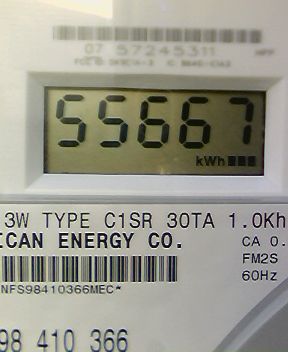 07 57245311
55667
kWh
3W TYPE C1SR 30TA 1.0Kh
ICAN ENERGY CO.
CA 0.
FM2S
60Hz
NFS98410366MEC*
98 410 366